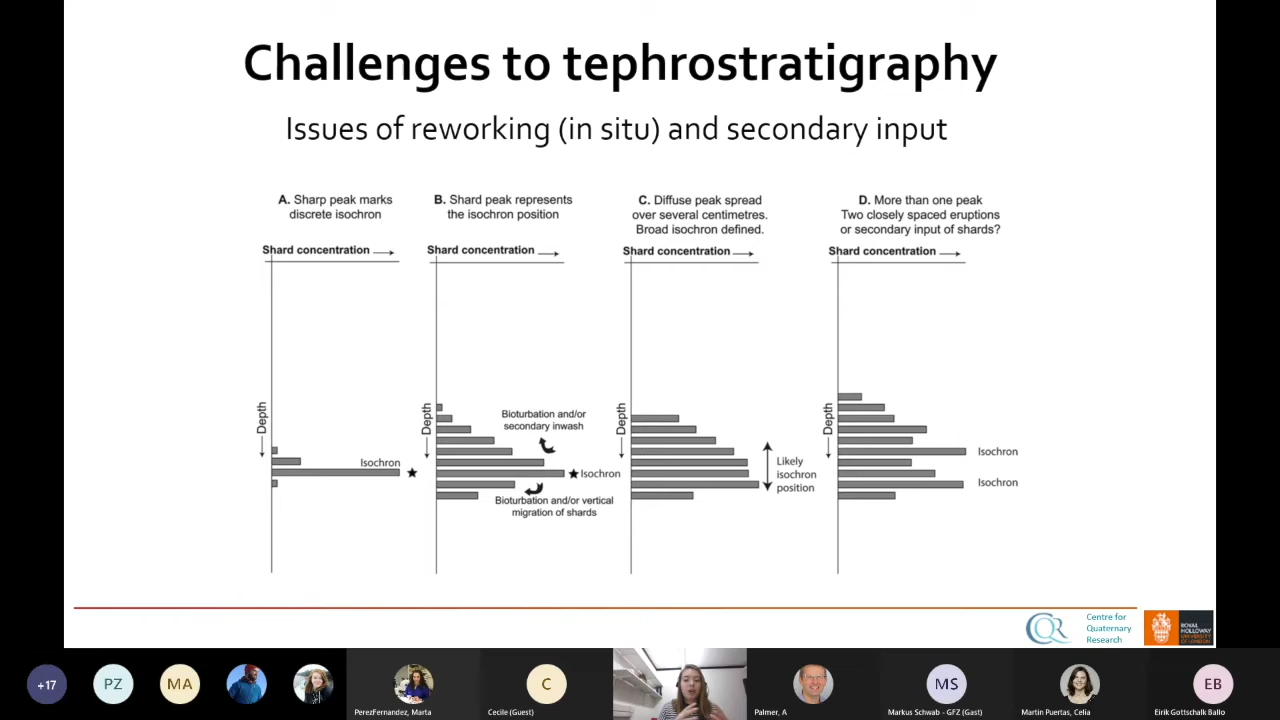 Challenges to tephrostratigraphy
Issues of reworking (in situ) and secondary input
A. Sharp peak marks
discrete isochron
Shard concentration
Depth
Isochron
B. Shard peak represents
the isochron position
Shard concentration
Depth
Bioturbation and/or
secondary inwash
Isochron
Bioturbation and/or vertical
migration of shards
C. Diffuse peak spread
over several centimetres.
Broad isochron defined.
Shard concentration
Depth
Likely
isochron
position
D. More than one peak
Two closely spaced eruptions
or secondary input of shards?
Shard concentration
Depth
Isochron
Isochron
CQR
Centre for
Quaternary
Research
ROYAL
HOLLOWAY
UNIVERSITY
OF LONDON
+17
PZ
MA
PerezFernandez, Marta
C
Cecile (Guest)
Palmer, A
MS
Markus Schwab - GFZ (Gast)
Martin Puertas, Celia
EB
Eirik Gottschalk Ballo